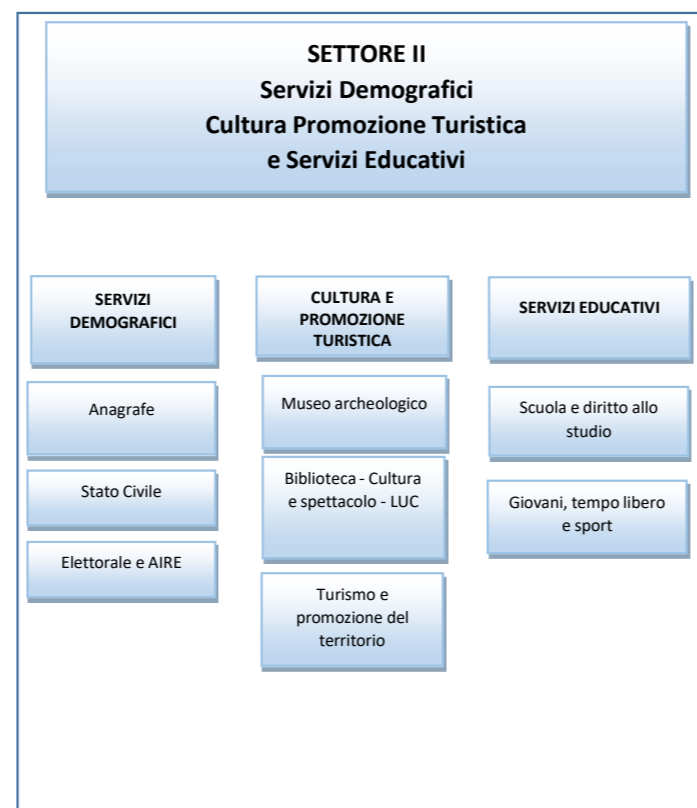 SETTORE II
Servizi Demografici
Cultura Promozione Turistica
e Servizi Educativi
SERVIZI
DEMOGRAFICI
Anagrafe
Stato Civile
Elettorale e AIRE
CULTURA E
PROMOZIONE
TURISTICA
Museo archeologico
Biblioteca - Cultura
e spettacolo - LUC
Turismo e
promozione del
territorio
SERVIZI EDUCATIVI
Scuola e diritto allo
studio
Giovani, tempo libero
e sport